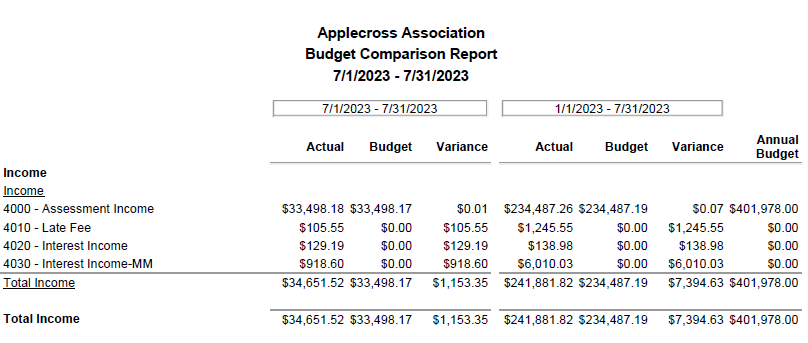 Applecross Association
Budget Comparison Report
7/1/2023 - 7/31/2023
7/1/2023 - 7/31/2023 1/1/2023 - 7/31/2023
Actual Budget Variance Actual Budget Variance Annual Budget
Income
Income
4000 - Assessment Income $33,498.18 $33,498.17 $0.01 $234,487.26 $234,487.19 $0.07 $401,978.00
4010 - Late Fee $105.55 $0.00 $105.55 $1,245.55 $0.00 $1,245.55 $0.00
4020 - Interest Income $129.19 $0.00 $129.19 $138.98 $0.00 $138.98 $0.00
4030 - Interest Income-MM $918.60 $0.00 $918.60 $6,010.03 $0.00 $6,010.03 $0.00
Total Income $34,651.52 $33,498.17 $1,153.35 $241,881.82 $234,487.19 $7,394.63 $401,978.00
Total Income $34,651.52 $33,498.17 $1,153.35 $241,881.82 $234,487.19 $7,394.63 $401,978.00